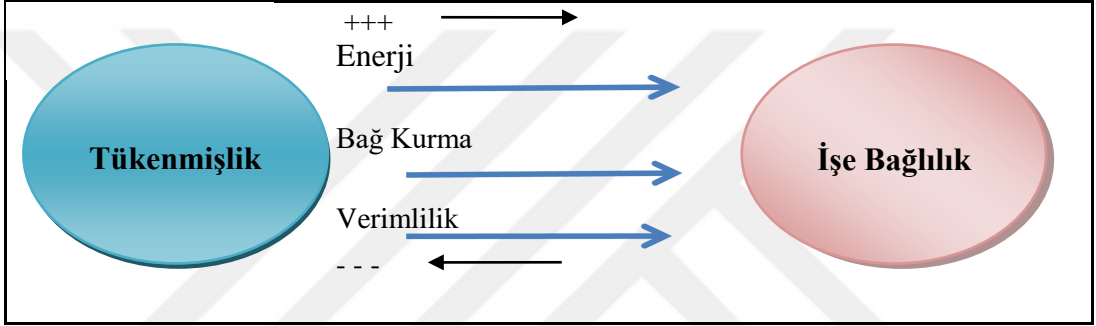 +++
Enerji
Bağ Kurma
Tükenmişlik
İşe Bağlılık
Verimlilik
- - -